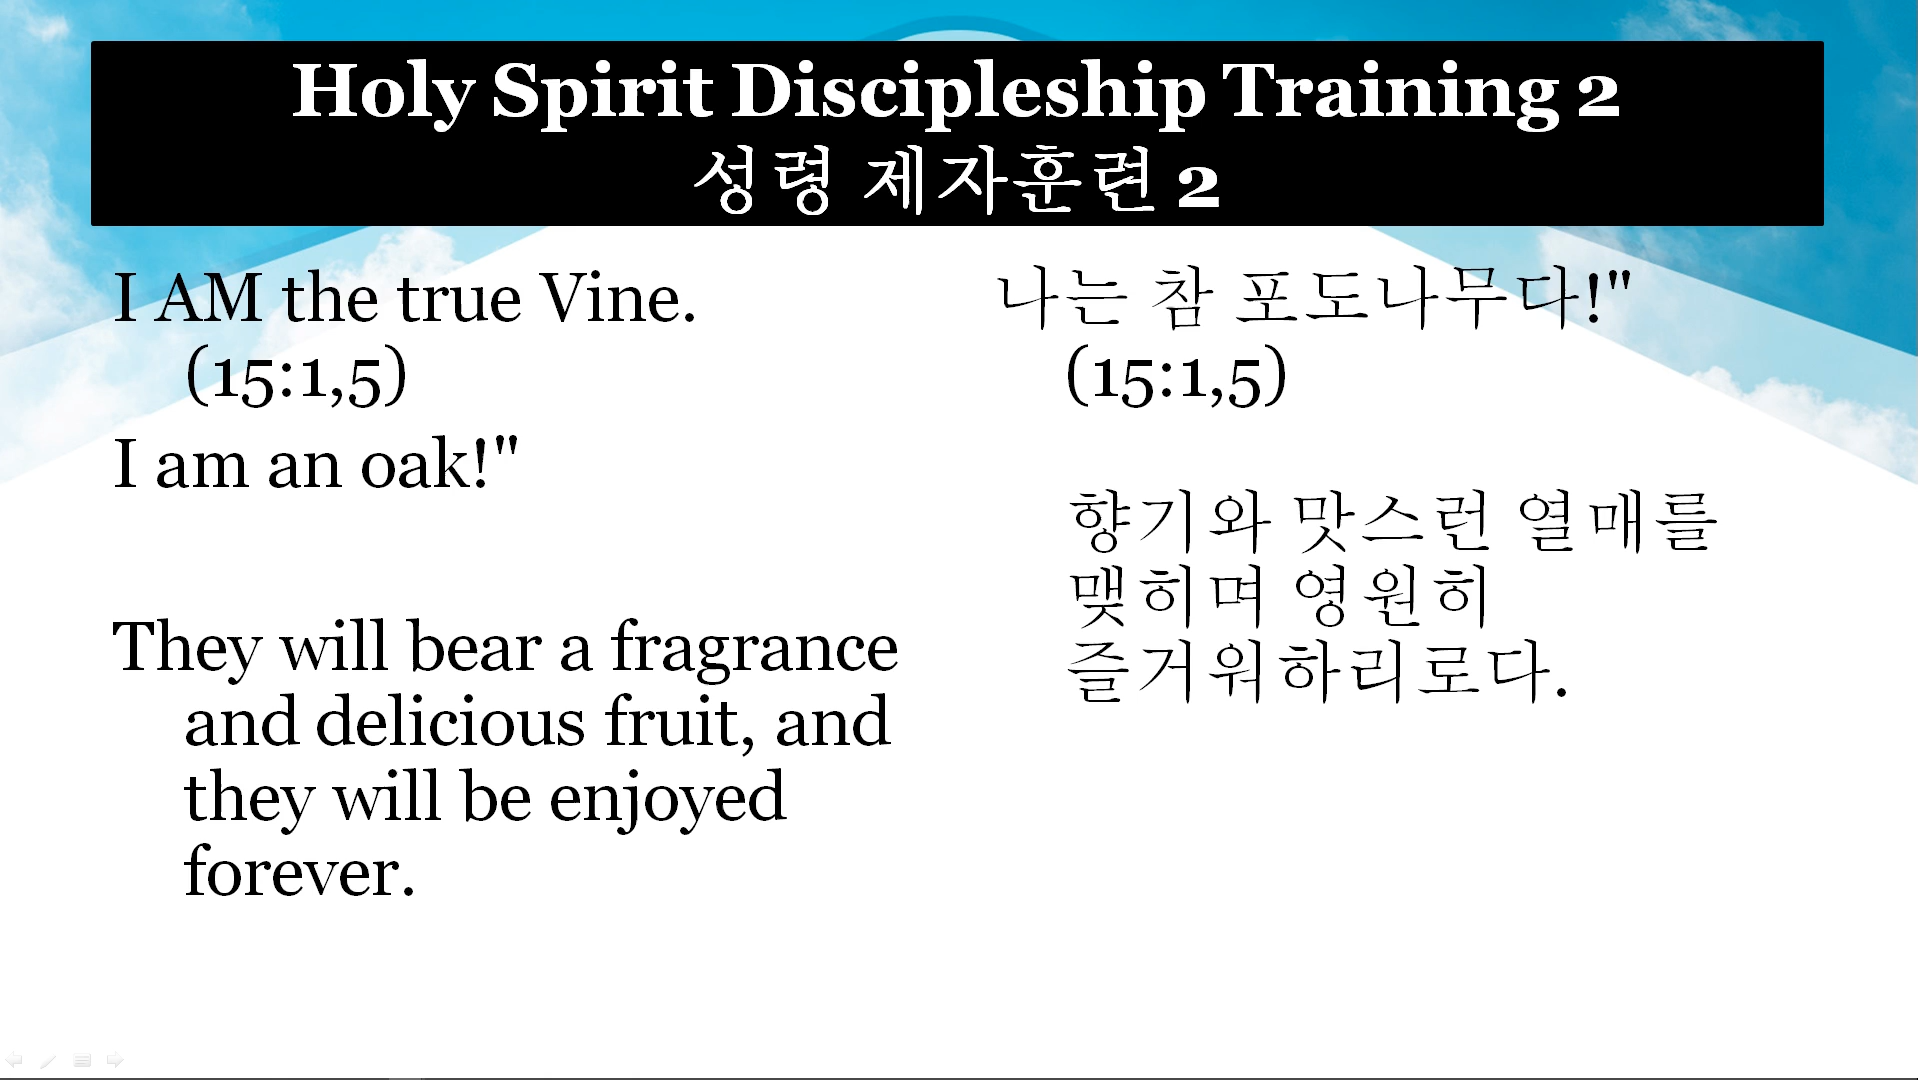 Holy Spirit Discipleship Training 2
성령 제자훈련 2
I AM the true Vine.
(15:1,5)
I am an oak!"
They will bear a fragrance
and delicious fruit, and
they will be enjoyed
forever.
나는 참 포도나무다!"
(15:1,5)
향기와 맛스런 열매를
맺히며 영원히
즐거워하리로다.